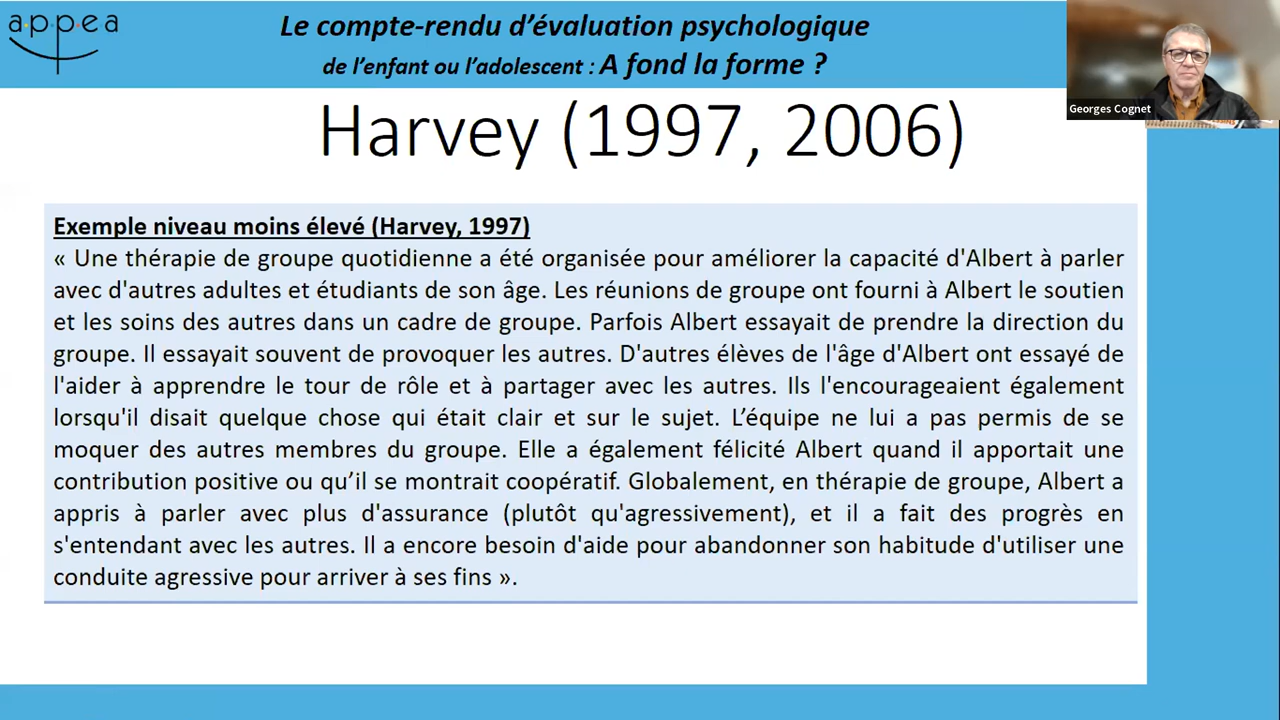 appea
Le compte-rendu d'évaluation psychologique
de l'enfant ou l'adolescent : A fond la forme ?
Georges Cognet
Harvey (1997, 2006)
Exemple niveau moins élevé (Harvey, 1997)
« Une thérapie de groupe quotidienne a été organisée pour améliorer la capacité d'Albert à parler
avec d'autres adultes et étudiants de son âge. Les réunions de groupe ont fourni à Albert le soutien
et les soins des autres dans un cadre de groupe. Parfois Albert essayait de prendre la direction du
groupe. Il essayait souvent de provoquer les autres. D'autres élèves de l'âge d'Albert ont essayé de
l'aider à apprendre le tour de rôle et à partager avec les autres. Ils l'encourageaient également
lorsqu'il disait quelque chose qui était clair et sur le sujet. L’équipe ne lui a pas permis de se
moquer des autres membres du groupe. Elle a également félicité Albert quand il apportait une
contribution positive ou qu’il se montrait coopératif. Globalement, en thérapie de groupe, Albert a
appris à parler avec plus d'assurance (plutôt qu'agressivement), et il a fait des progrès en
s'entendant avec les autres. Il a encore besoin d'aide pour abandonner son habitude d'utiliser une
conduite agressive pour arriver à ses fins ».